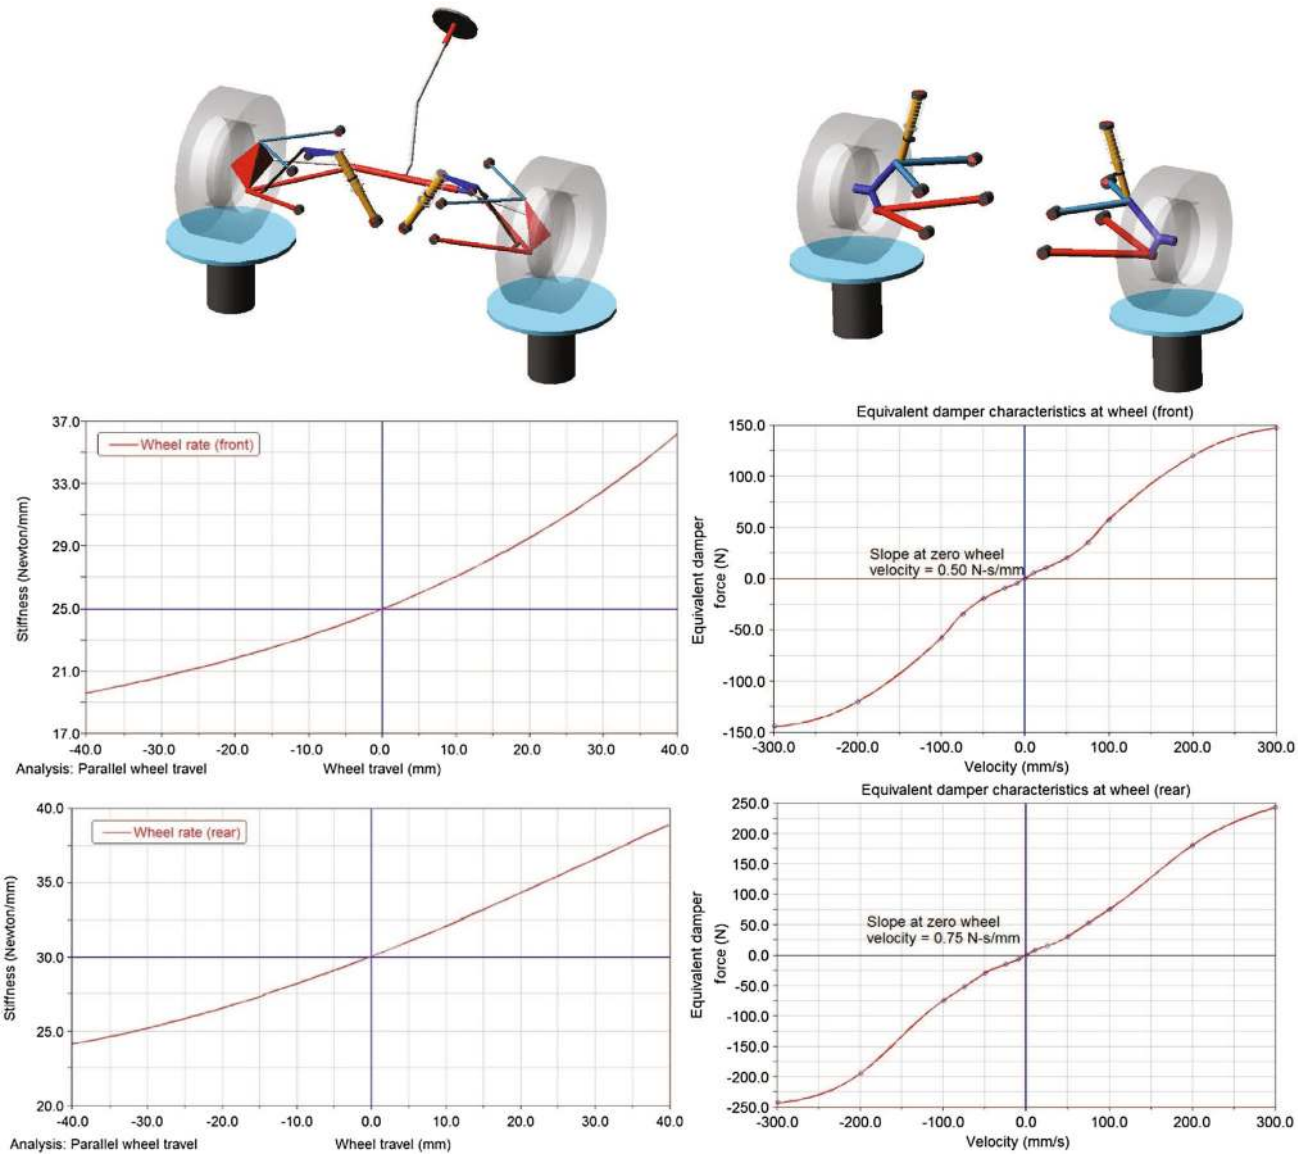 37.0
33.0
29.0
25.0
21.0
17.0
Stiffness (Newton/mm)
Wheel rate (front)
-40.0 -30.0 -20.0 -10.0 0.0 10.0 20.0 30.0 40.0
Analysis: Parallel wheel travel Wheel travel (mm)
Equivalent damper characteristics at wheel (front)
150.0
100.0
50.0
0.0
-50.0
-100.0
-150.0
Equivalent damper
force (N)
Slope at zero wheel
velocity = 0.50 N-s/mm
-300.0 -200.0 -100.0 0.0 100.0 200.0 300.0
Velocity (mm/s)
40.0
35.0
30.0
25.0
20.0
Stiffness (Newton/mm)
Wheel rate (rear)
-40.0 -30.0 -20.0 -10.0 0.0 10.0 20.0 30.0 40.0
Analysis: Parallel wheel travel Wheel travel (mm)
Equivalent damper characteristics at wheel (rear)
250.0
200.0
150.0
100.0
50.0
0.0
-50.0
-100.0
-150.0
-200.0
-250.0
Equivalent damper
force (N)
Slope at zero wheel
velocity = 0.75 N-s/mm
-300.0 -200.0 -100.0 0.0 100.0 200.0 300.0
Velocity (mm/s)